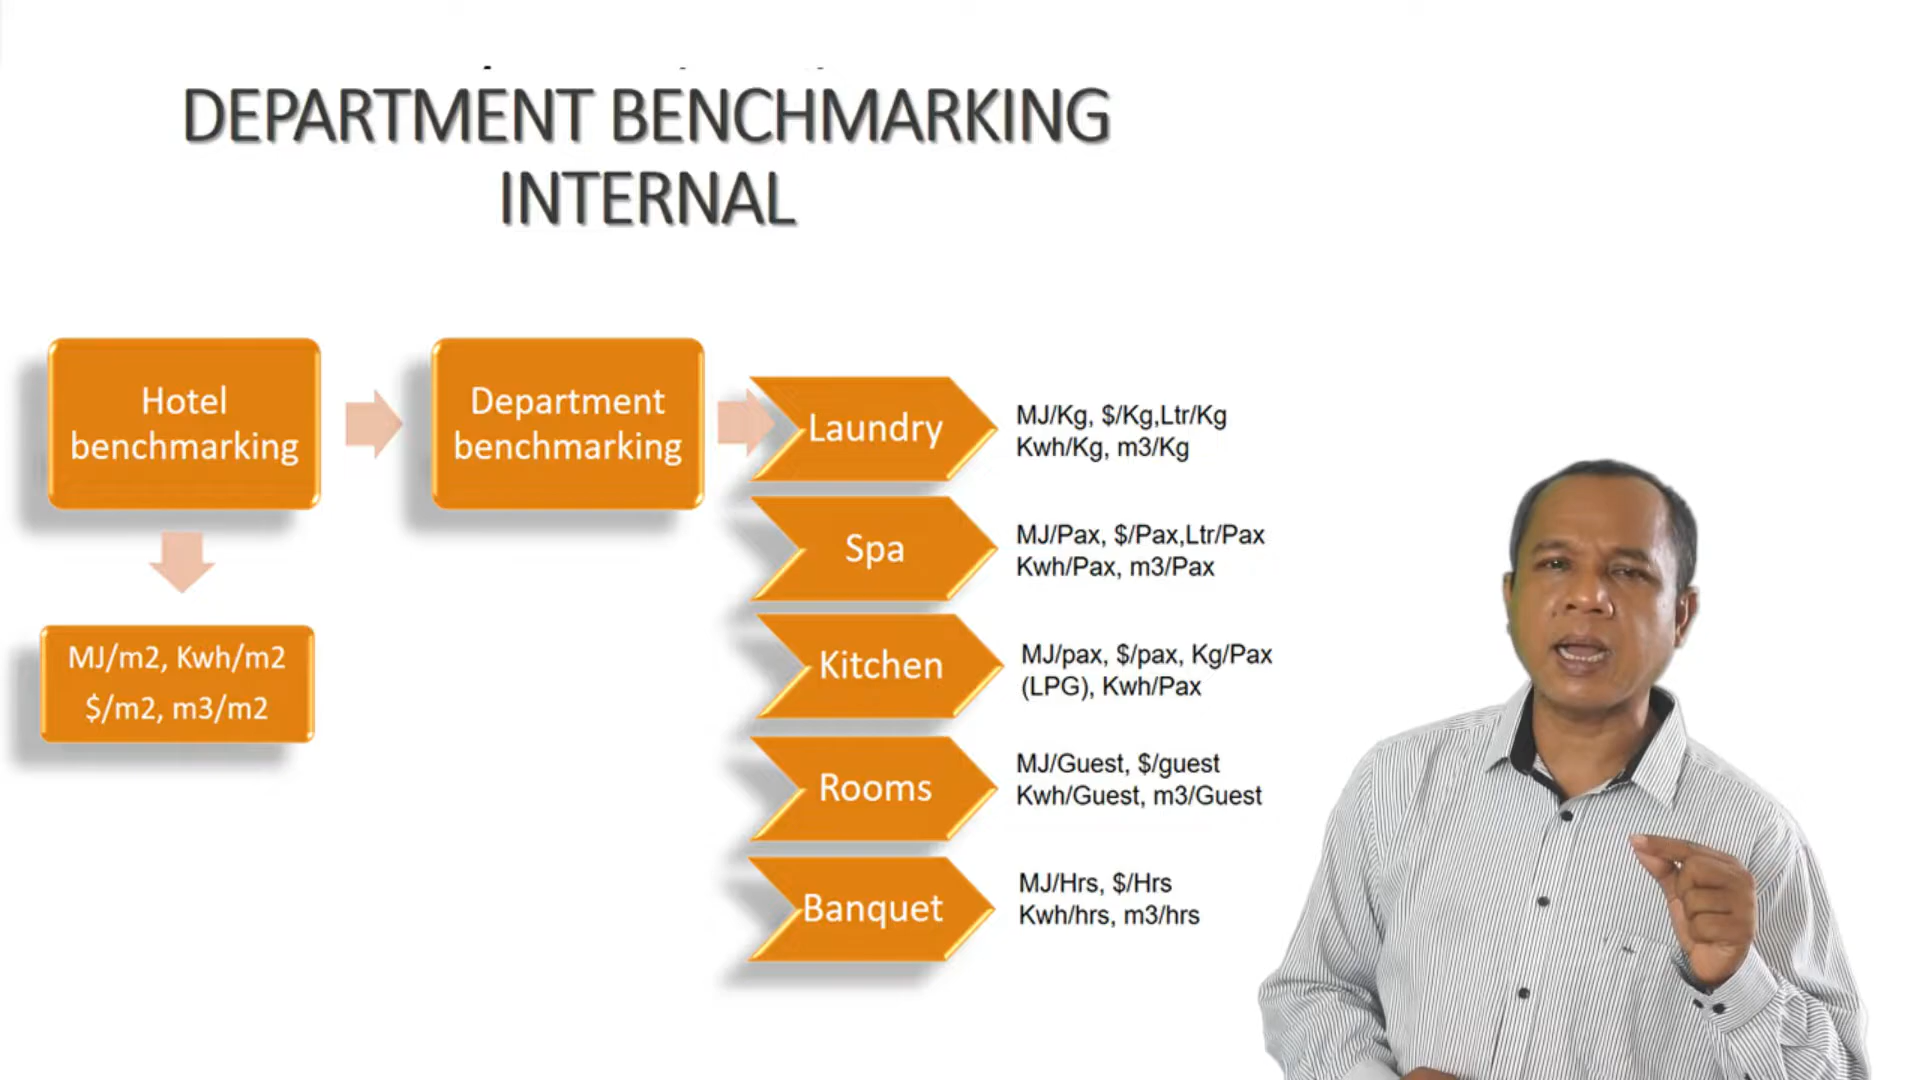 DEPARTMENT BENCHMARKING
INTERNAL
Hotel
benchmarking
Department
benchmarking
MJ/m2, Kwh/m2
$/m2, m3/m2
Laundry
MJ/Kg, $/Kg,Ltr/Kg
Kwh/Kg, m3/Kg
Spa
MJ/Pax, $/Pax,Ltr/Pax
Kwh/Pax, m3/Pax
Kitchen
MJ/pax, $/pax, Kg/Pax
(LPG), Kwh/Pax
Rooms
MJ/Guest, $/guest
Kwh/Guest, m3/Guest
Banquet
MJ/Hrs, $/Hrs
Kwh/hrs, m3/hrs